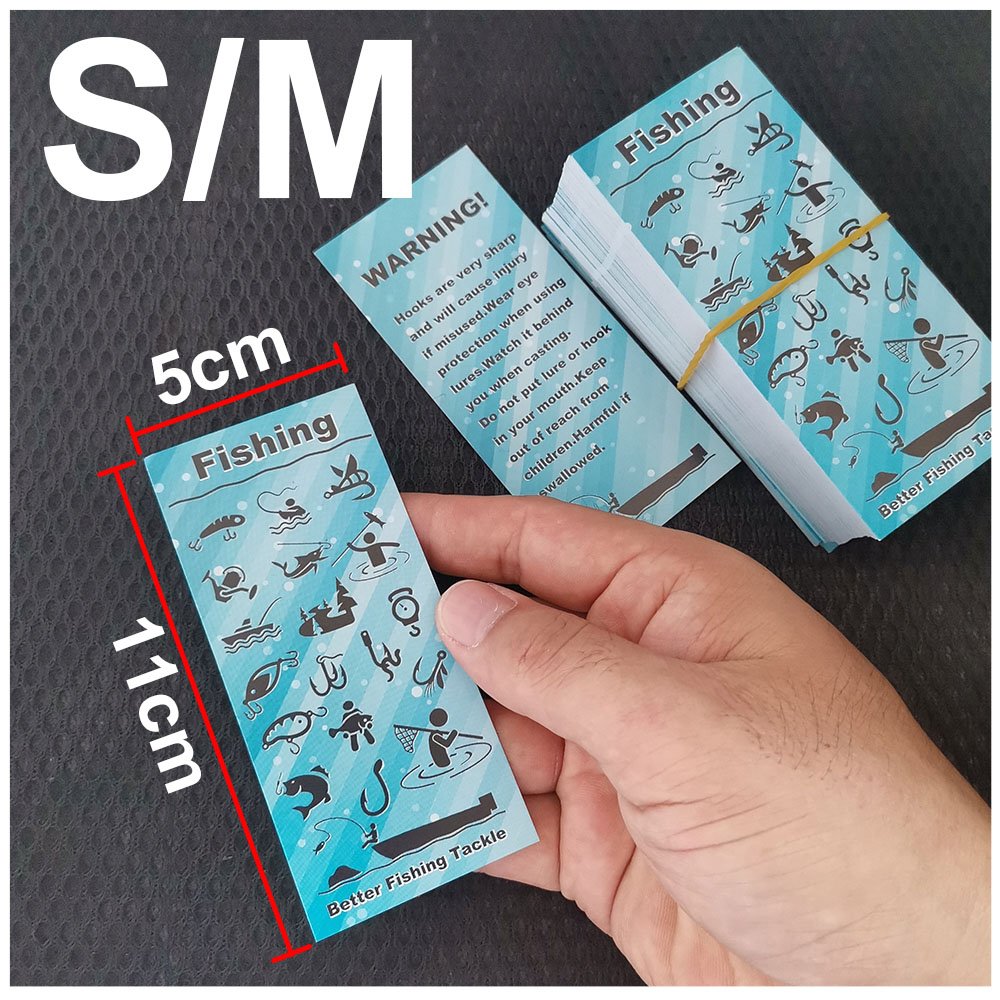 S/M
5cm
11cm
Fishing
Better Fishing Tackle
WARNING!
Hooks are very sharp
and will cause injury
if misused.Wear eye
protection when using
lures.Watch it behind
you when casting.
Do not put lure or hook
in your mouth.Keep
out of reach from
children.Harmful if
swallowed.
Fishing
Better Fishing Ta